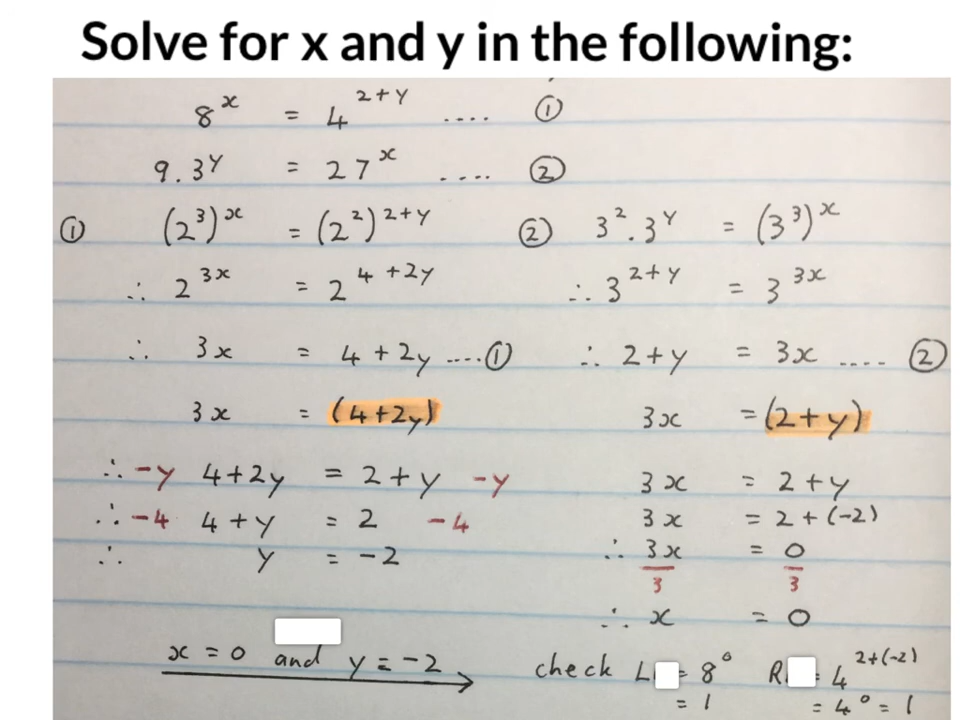 Solve for x and y in the following:
8^x = 4^(2+y) .... ①
9.3^y = 27^x .... ②
① (2^3)^x = (2^2)^(2+y)
② 3^2.3^y = (3^3)^x
∴ 2^(3x) = 2^(4+2y)
∴ 3^(2+y) = 3^(3x)
∴ 3x = 4+2y ....①
∴ 2+y = 3x .... ②
3x = (4+2y)
3x = (2+y)
∴ -y 4+2y = 2+y -y
3x = 2+y
∴ -4 4+y = 2 -4
3x = 2+(-2)
∴ y = -2
∴ 3x/3 = 0/3
∴ x = 0
x = 0 and y = -2
check L = 8^0 R = 4^(2+(-2))
= 1 = 4^0 = 1